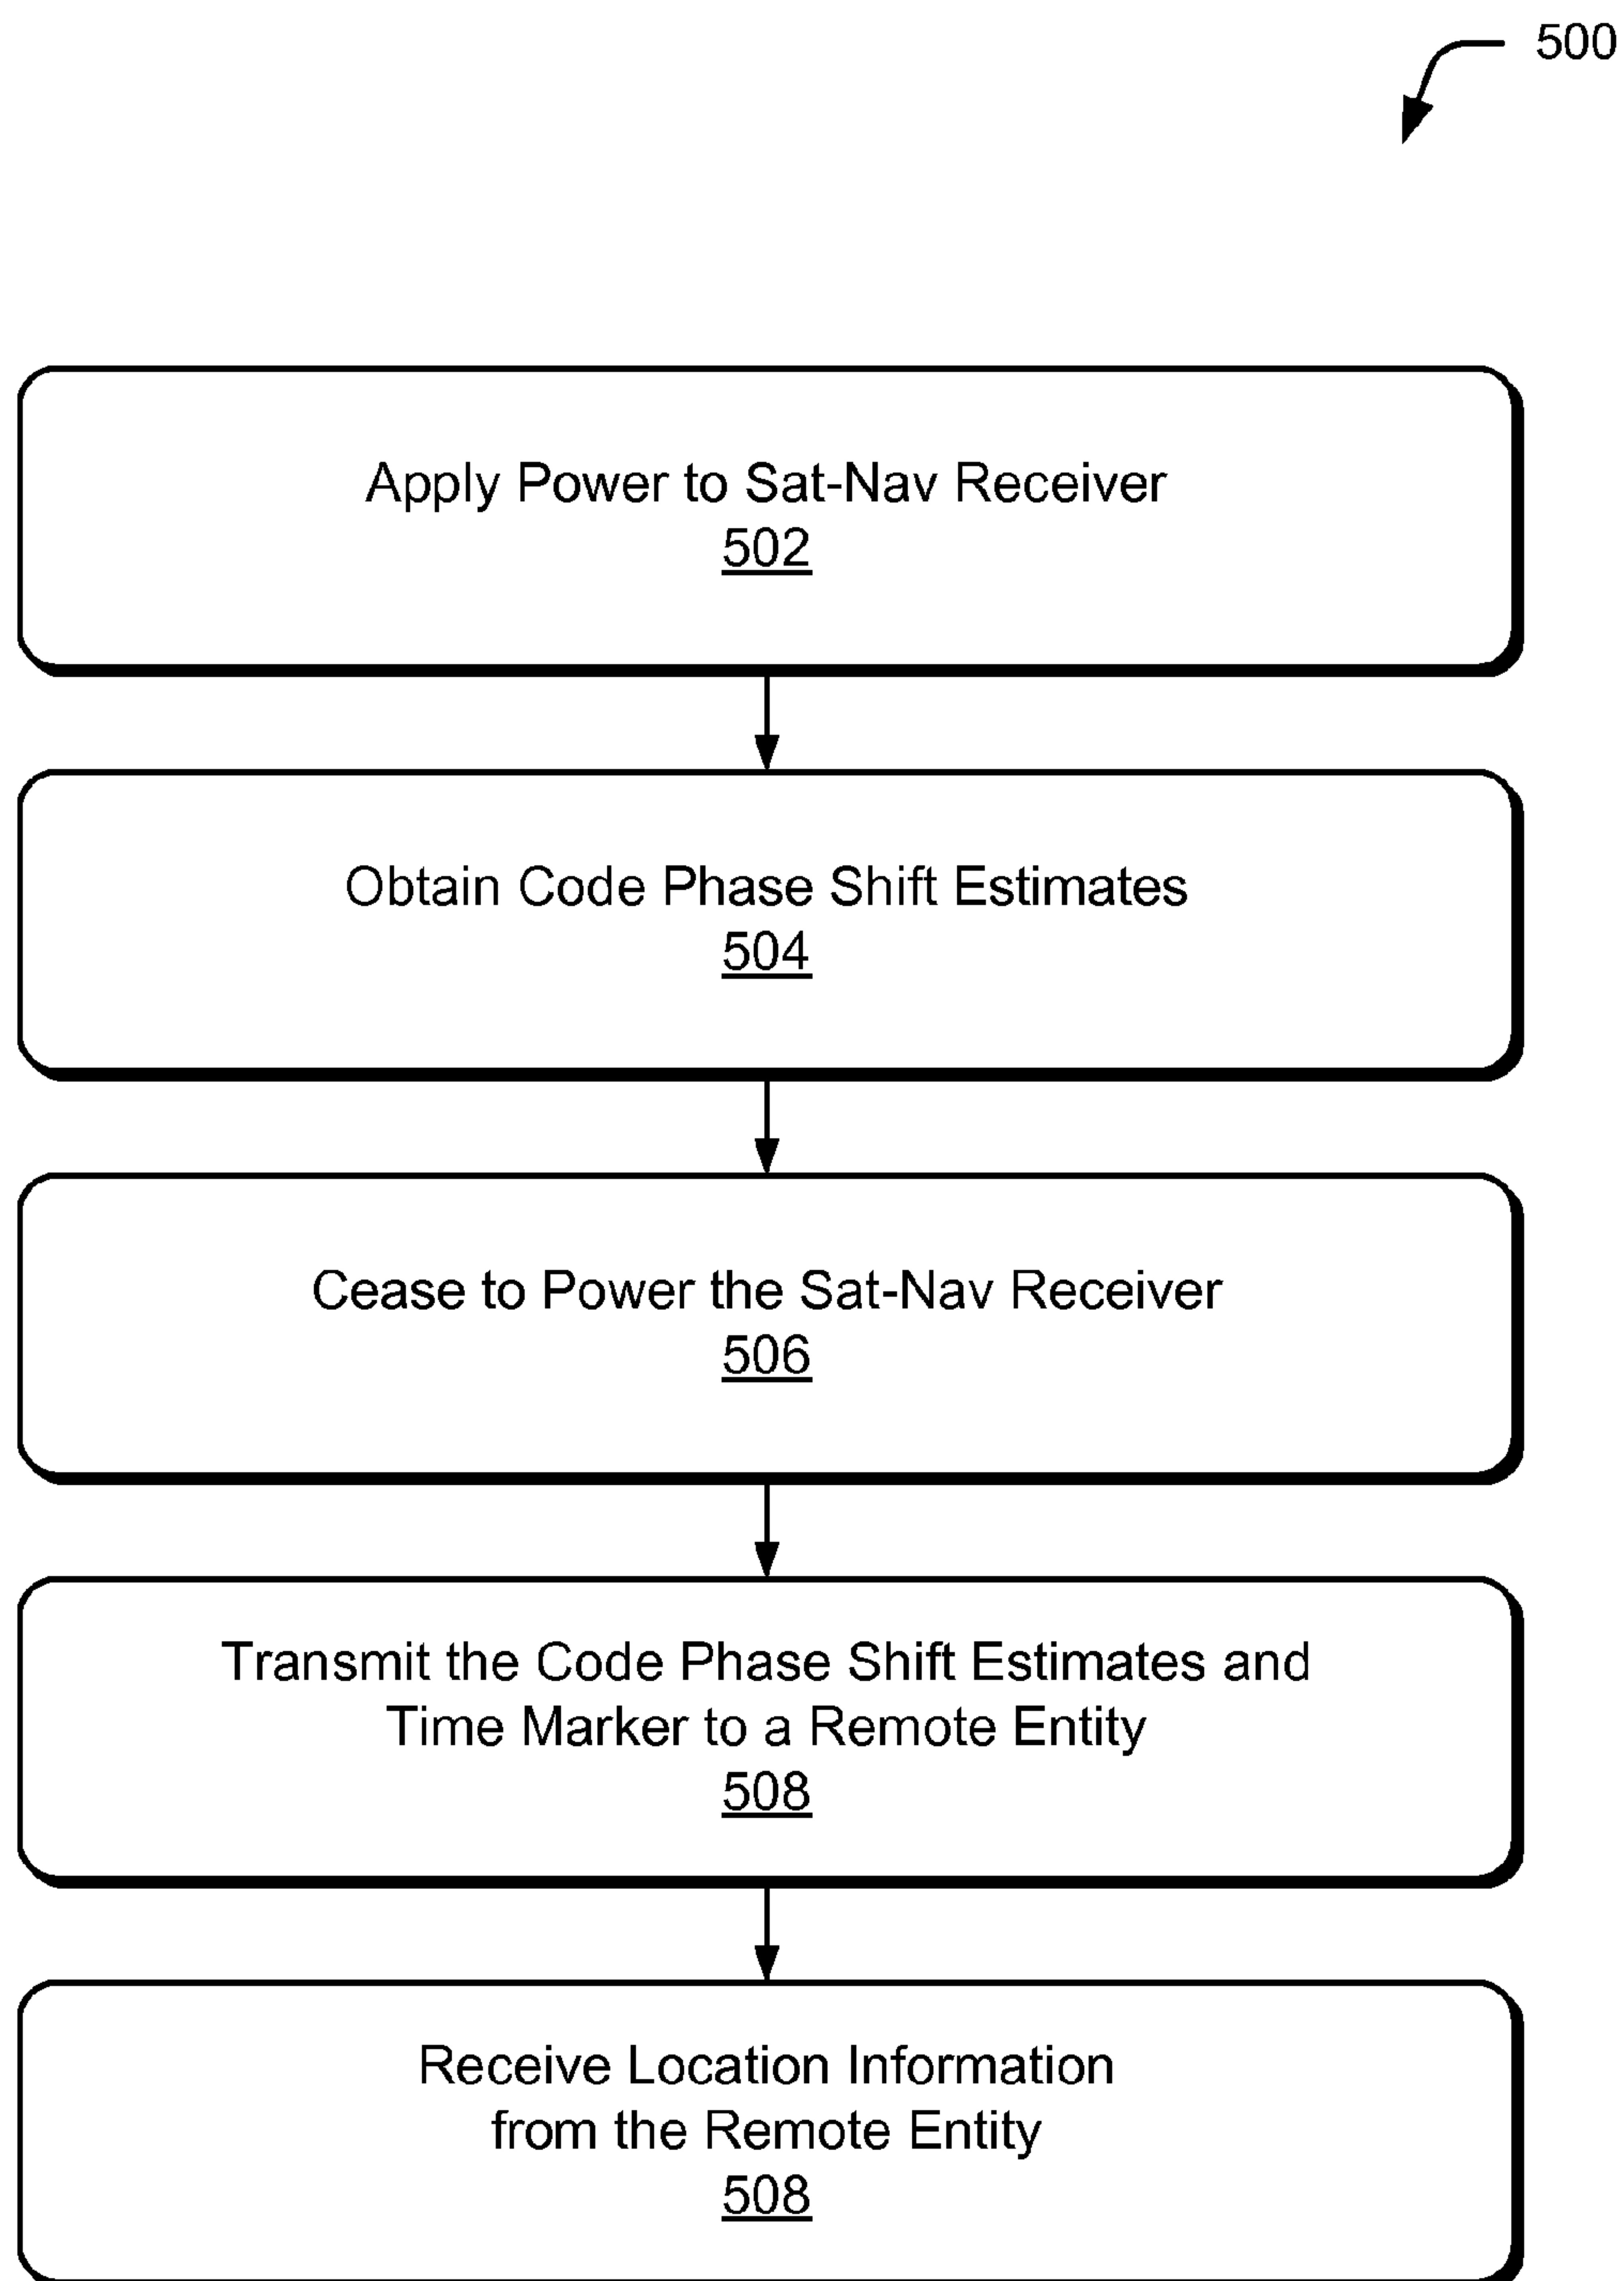 500
Apply Power to Sat-Nav Receiver
502
Obtain Code Phase Shift Estimates
504
Cease to Power the Sat-Nav Receiver
506
Transmit the Code Phase Shift Estimates and
Time Marker to a Remote Entity
508
Receive Location Information
from the Remote Entity
508